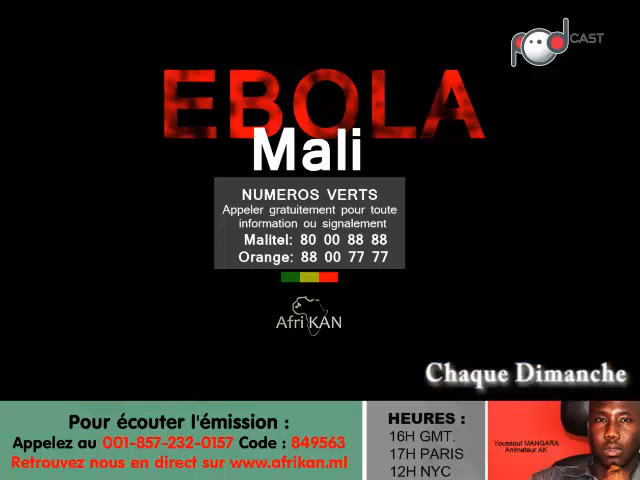 podCAST
EBOLA
Mali
NUMEROS VERTS
Appeler gratuitement pour toute
information ou signalement
Malitel: 80 00 88 88
Orange: 88 00 77 77
AfriKAN
Chaque Dimanche
Pour écouter l'émission :
Appelez au 001-857-232-0157 Code : 849563
Retrouvez nous en direct sur www.afrikan.ml
HEURES :
16H GMT.
17H PARIS
12H NYC
Youssouf MANGARA
Animateur AK